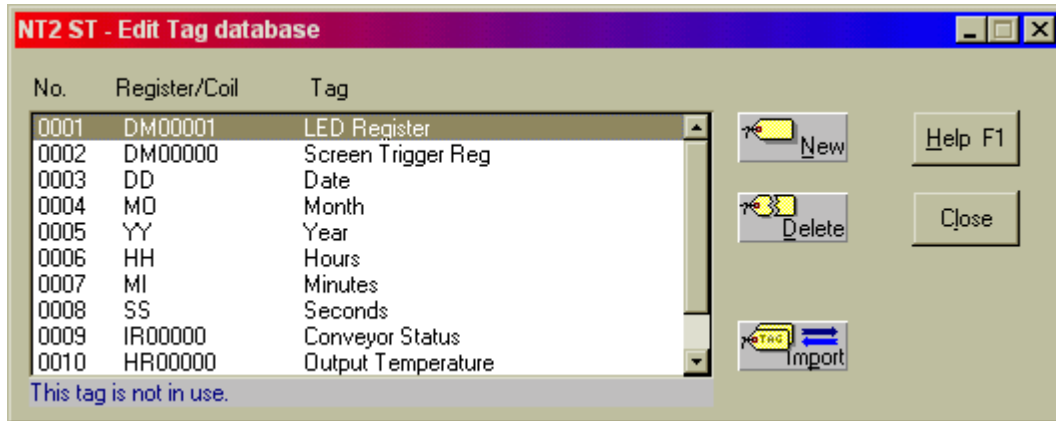 NT2 ST - Edit Tag database
No. Register/Coil Tag
0001 DM00001 LED Register
0002 DM00000 Screen Trigger Reg
0003 DD Date
0004 MO Month
0005 YY Year
0006 HH Hours
0007 MI Minutes
0008 SS Seconds
0009 IR00000 Conveyor Status
0010 HR00000 Output Temperature
This tag is not in use.
New
Delete
TAG
Import
Help F1
Close